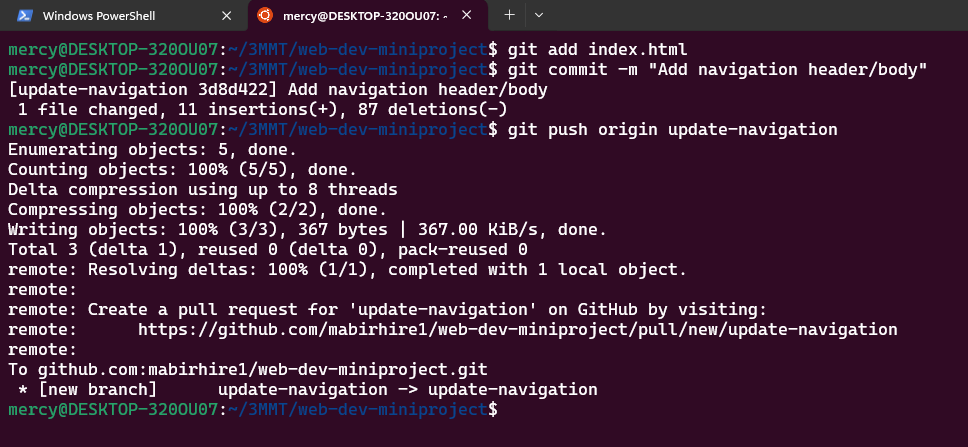 Windows PowerShell
mercy@DESKTOP-320OU07: ~
mercy@DESKTOP-320OU07:~/3MMT/web-dev-miniproject$ git add index.html
mercy@DESKTOP-320OU07:~/3MMT/web-dev-miniproject$ git commit -m "Add navigation header/body"
[update-navigation 3d8d422] Add navigation header/body
 1 file changed, 11 insertions(+), 87 deletions(-)
mercy@DESKTOP-320OU07:~/3MMT/web-dev-miniproject$ git push origin update-navigation
Enumerating objects: 5, done.
Counting objects: 100% (5/5), done.
Delta compression using up to 8 threads
Compressing objects: 100% (2/2), done.
Writing objects: 100% (3/3), 367 bytes | 367.00 KiB/s, done.
Total 3 (delta 1), reused 0 (delta 0), pack-reused 0
remote: Resolving deltas: 100% (1/1), completed with 1 local object.
remote:
remote: Create a pull request for 'update-navigation' on GitHub by visiting:
remote:      https://github.com/mabirhire1/web-dev-miniproject/pull/new/update-navigation
remote:
To github.com:mabirhire1/web-dev-miniproject.git
 * [new branch]      update-navigation -> update-navigation
mercy@DESKTOP-320OU07:~/3MMT/web-dev-miniproject$